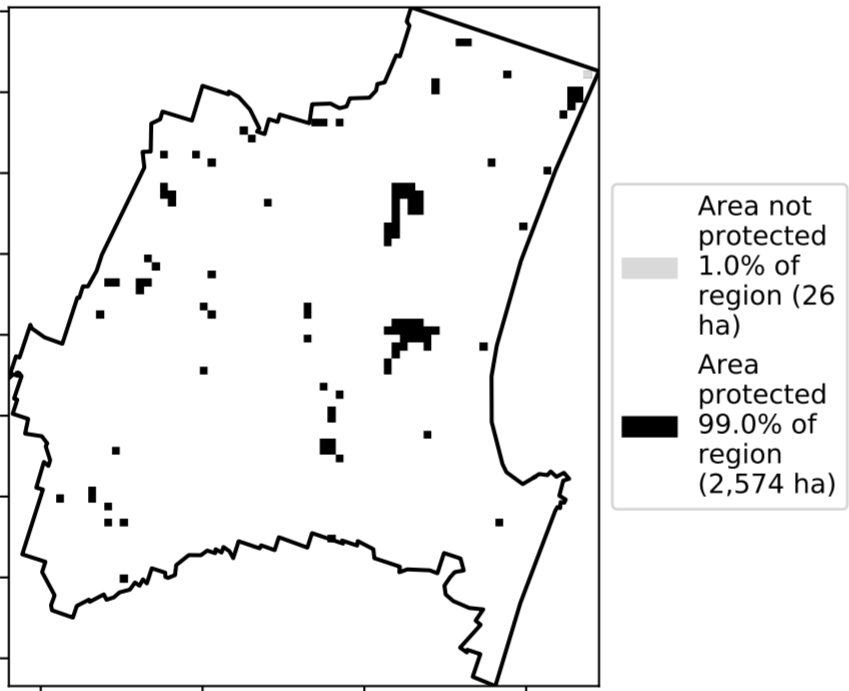 Area not
protected
1.0% of
region (26
ha)
Area
protected
99.0% of
region
(2,574 ha)